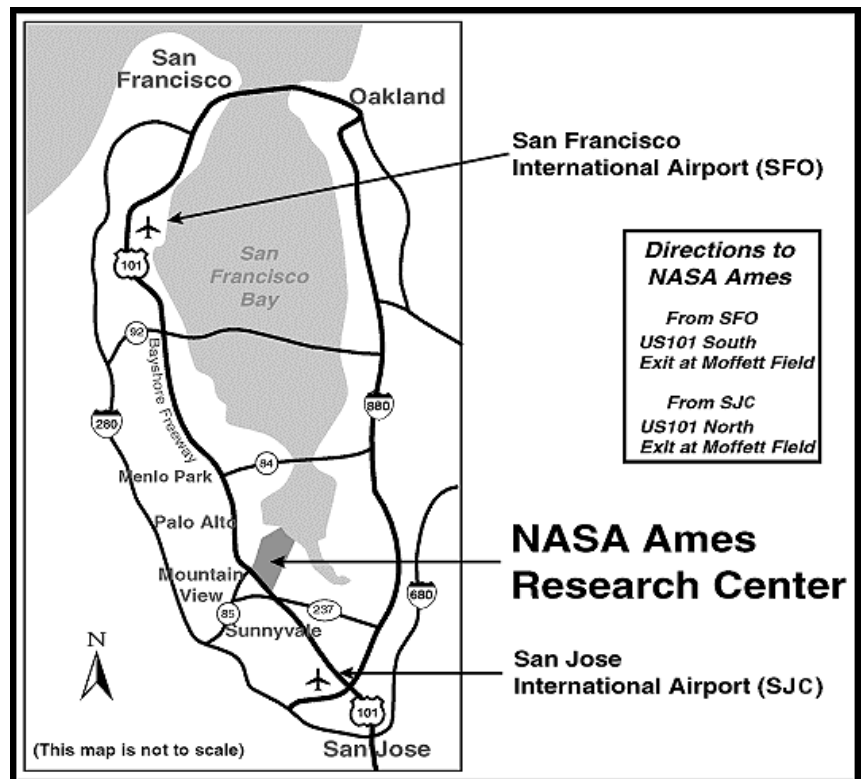 San
Francisco
Oakland
San Francisco
International Airport (SFO)
101
San
Francisco
Bay
Directions to
NASA Ames
From SFO
US101 South
Exit at Moffett Field
From SJC
US101 North
Exit at Moffett Field
92
Bayshore Freeway
280
880
84
Menlo Park
Palo Alto
NASA Ames
Research Center
Mountain
View
85
237
680
Sunnyvale
N
San Jose
International Airport (SJC)
101
(This map is not to scale)
San Jose